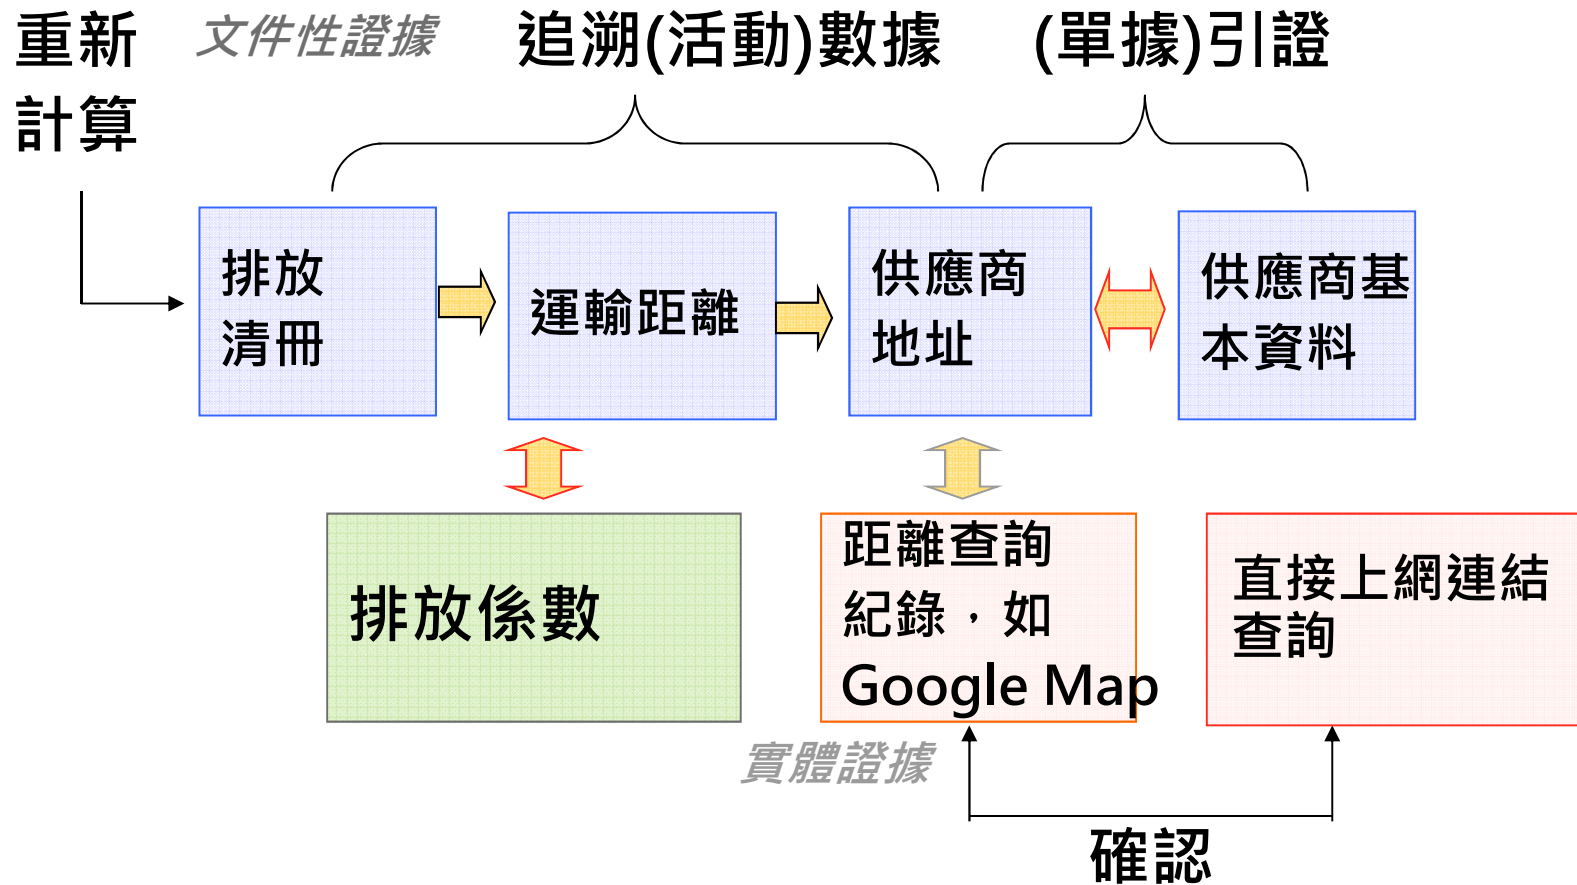 重新
計算
文件性證據
追溯(活動)數據
(單據)引證
排放
清冊
運輸距離
供應商
地址
供應商基
本資料
排放係數
距離查詢
紀錄，如
Google Map
直接上網連結
查詢
實體證據
確認